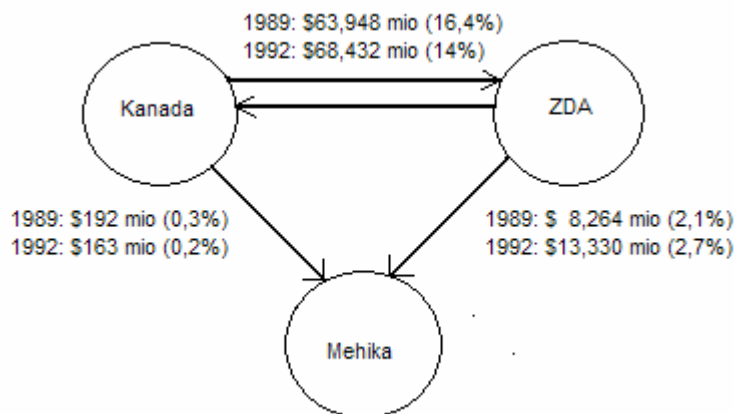 1989: $63,948 mio (16,4%)
1992: $68,432 mio (14%)
Kanada
ZDA
1989: $192 mio (0,3%)
1992: $163 mio (0,2%)
1989: $ 8,264 mio (2,1%)
1992: $13,330 mio (2,7%)
Mehika